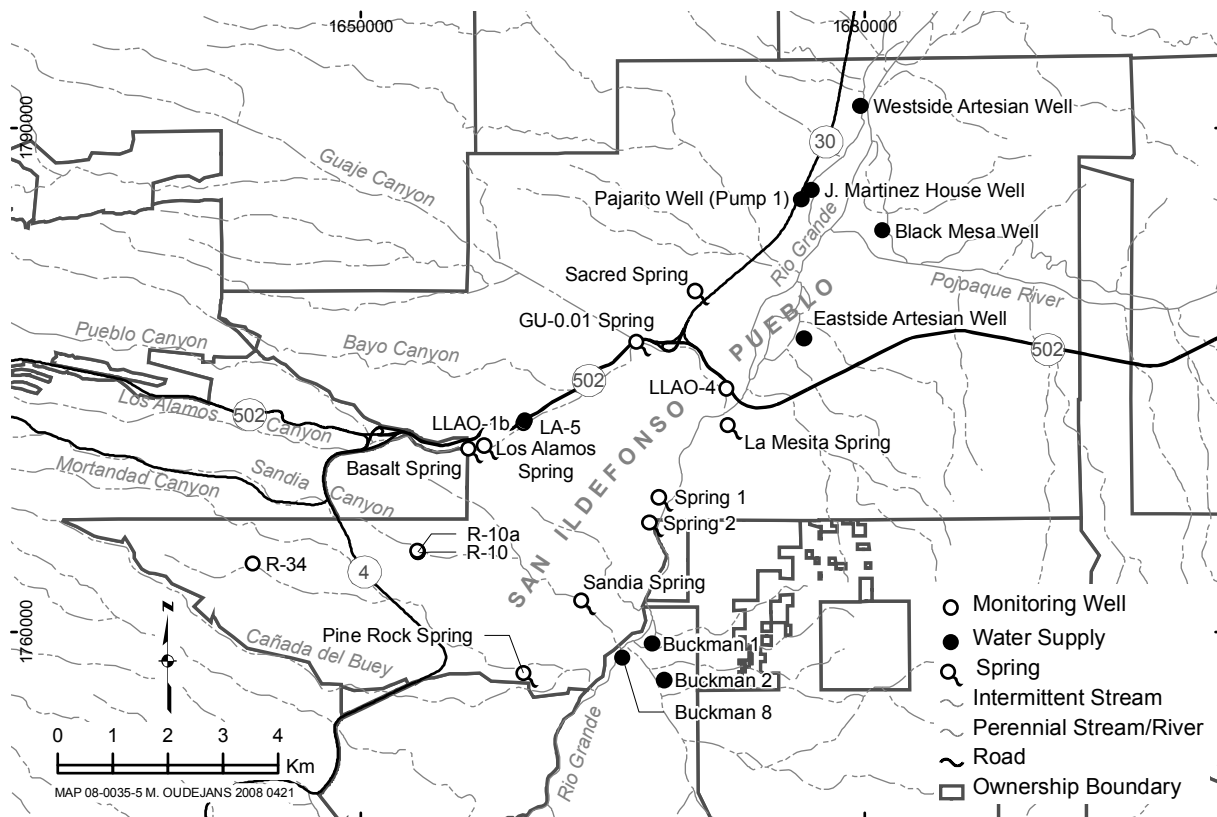 1650000
1680000
1790000
1760000
Westside Artesian Well
30
Guaje Canyon
Pajarito Well (Pump 1)
J. Martinez House Well
Black Mesa Well
Rio Grande
Sacred Spring
Pojoaque River
GU-0.01 Spring
Eastside Artesian Well
Pueblo Canyon
Bayo Canyon
502
502
502
LLAO-4
Los Alamos
Canyon
LLAO-1b
LA-5
Los Alamos
Spring
Basalt Spring
La Mesita Spring
SAN ILDEFONSO PUEBLO
Sandia
Canyon
Mortandad Canyon
Spring 1
Spring 2
R-10a
R-10
R-34
4
Sandia Spring
Pine Rock Spring
Cañada del Buey
Buckman 1
Buckman 2
Buckman 8
Rio Grande
N
0 1 2 3 4
Km
MAP 08-0035-5 M. OUDEJANS 2008 0421
Monitoring Well
Water Supply
Spring
Intermittent Stream
Perennial Stream/River
Road
Ownership Boundary